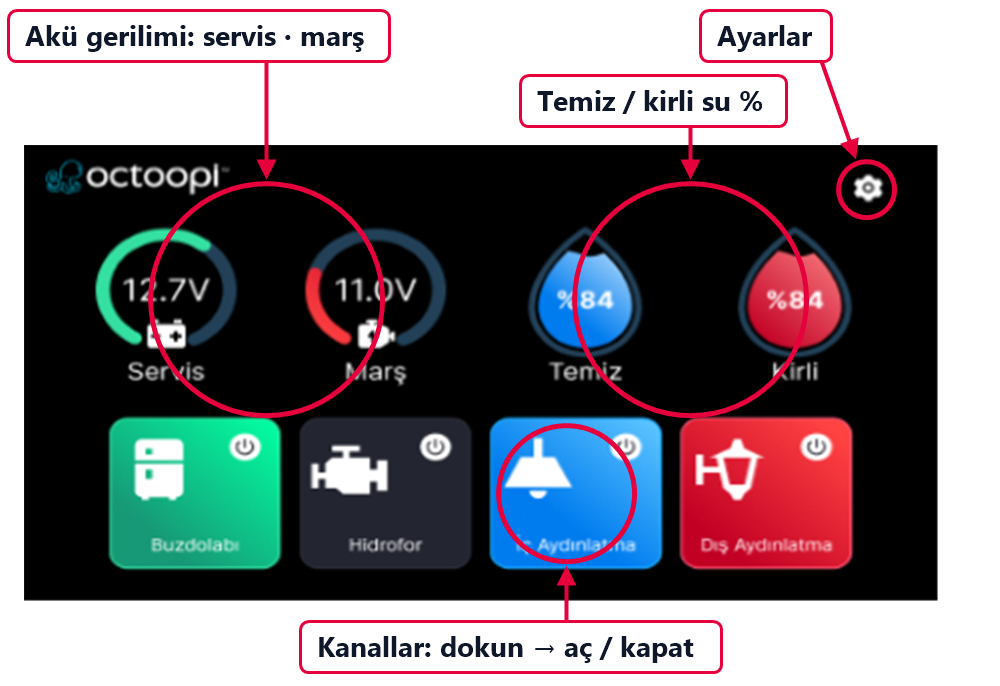 Akü gerilimi: servis · marş
Ayarlar
Temiz / kirli su %
octoopi™
12.7V
11.0V
%84
%84
Servis
Marş
Temiz
Kirli
Buzdolabı
Hidrofor
İç Aydınlatma
Dış Aydınlatma
Kanallar: dokun → aç / kapat